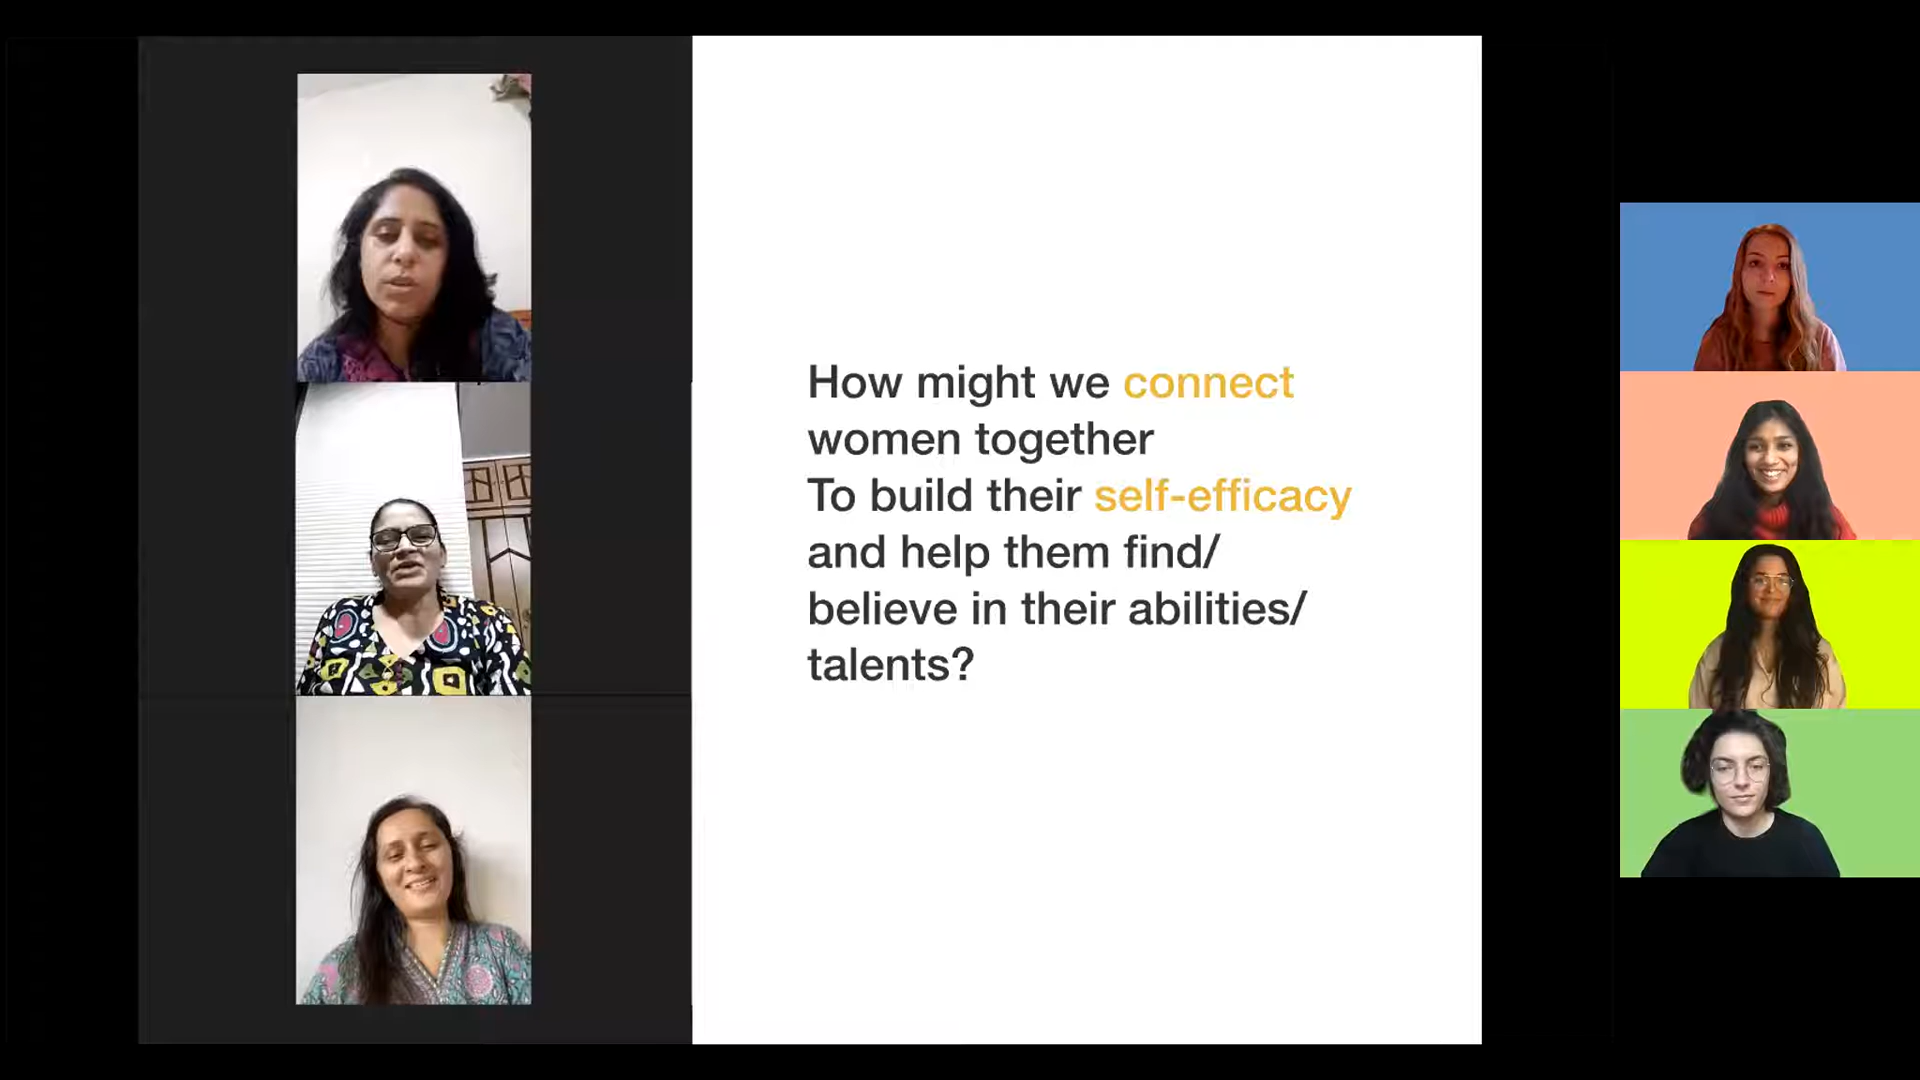 How might we connect
women together
To build their self-efficacy
and help them find/
believe in their abilities/
talents?